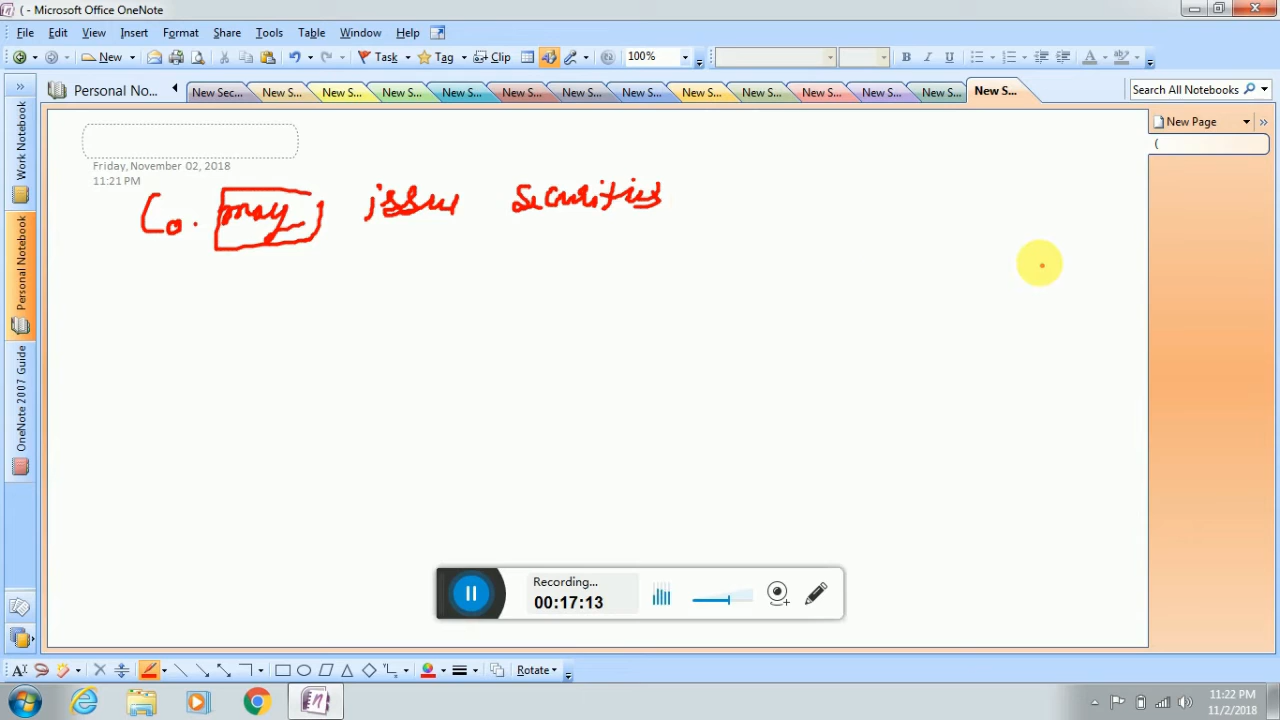 ( - Microsoft Office OneNote
File Edit View Insert Format Share Tools Table Window Help
New Task Tag Clip 100% B I U A ab
Personal No... New Sec... New S... New S... New S... New S... New S... New S... New S... New S... New S... New S... New S... New S... New S... Search All Notebooks
Work Notebook
Personal Notebook
OneNote 2007 Guide
New Page
(
Friday, November 02, 2018
11:21 PM
Co. may issue securities
Recording...
00:17:13
Rotate
11:22 PM
11/2/2018